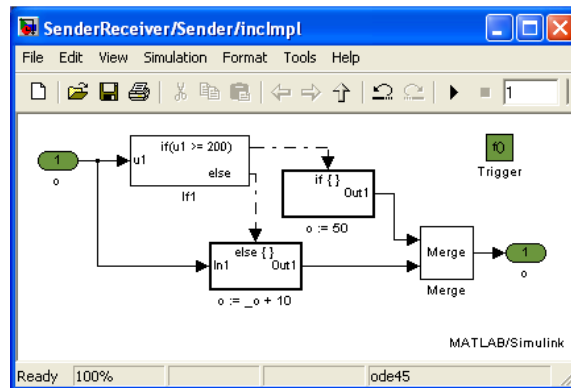 SenderReceiver/Sender/incImpl
File Edit View Simulation Format Tools Help
1
if(u1 >= 200)
u1
else
If1
1
o
if { }
Out1
o := 50
f()
Trigger
else { }
In1 Out1
o := _o + 10
Merge
Merge
1
o
MATLAB/Simulink
Ready 100% ode45